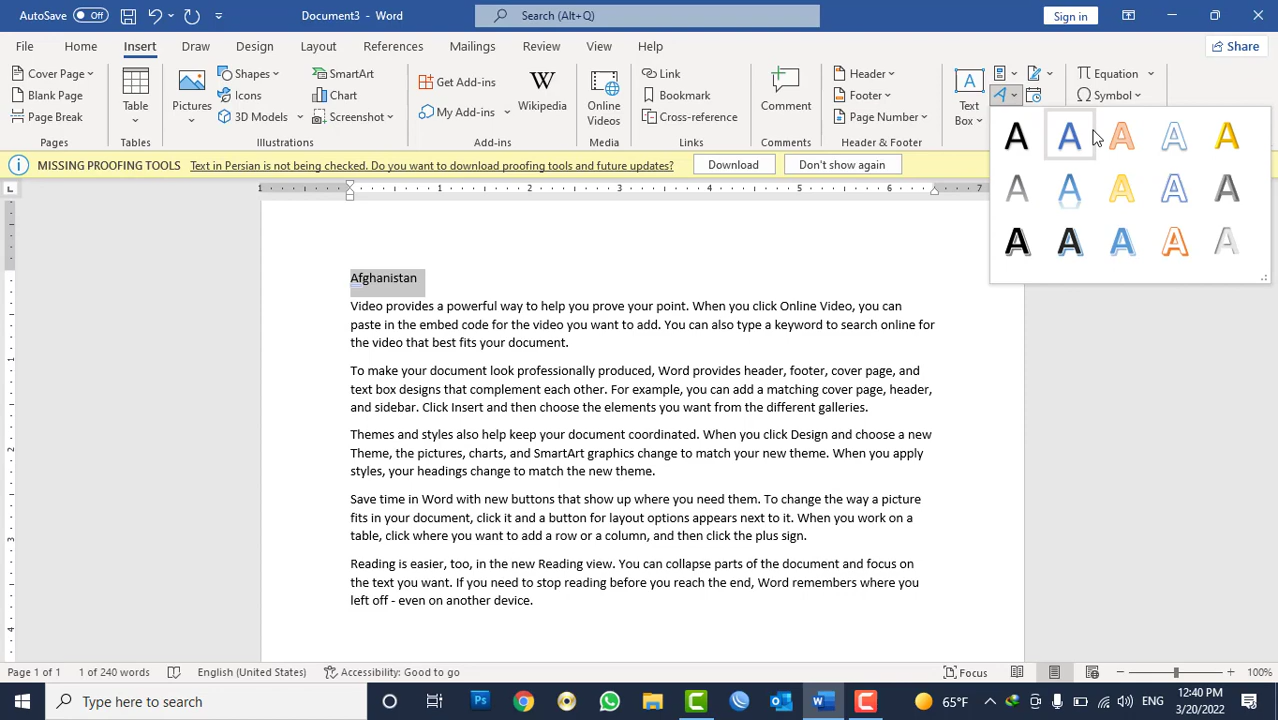 AutoSave Off
Document3 - Word
Search (Alt+Q)
Sign in
File Home Insert Draw Design Layout References Mailings Review View Help
Share
Cover Page
Blank Page
Page Break
Table
Tables
Pictures
Shapes
Icons
3D Models
SmartArt
Chart
Screenshot
Illustrations
Get Add-ins
My Add-ins
Wikipedia
Add-ins
Online
Videos
Media
Link
Bookmark
Cross-reference
Links
Comment
Comments
Header
Footer
Page Number
Header & Footer
Text
Box
Equation
Symbol
A A A A A
A A A A A
A A A A A
MISSING PROOFING TOOLS Text in Persian is not being checked. Do you want to download proofing tools and future updates? Download Don't show again
1 1 2 3 4 5 6 7
1
2
3
4
Afghanistan
Video provides a powerful way to help you prove your point. When you click Online Video, you can
paste in the embed code for the video you want to add. You can also type a keyword to search online for
the video that best fits your document.
To make your document look professionally produced, Word provides header, footer, cover page, and
text box designs that complement each other. For example, you can add a matching cover page, header,
and sidebar. Click Insert and then choose the elements you want from the different galleries.
Themes and styles also help keep your document coordinated. When you click Design and choose a new
Theme, the pictures, charts, and SmartArt graphics change to match your new theme. When you apply
styles, your headings change to match the new theme.
Save time in Word with new buttons that show up where you need them. To change the way a picture
fits in your document, click it and a button for layout options appears next to it. When you work on a
table, click where you want to add a row or a column, and then click the plus sign.
Reading is easier, too, in the new Reading view. You can collapse parts of the document and focus on
the text you want. If you need to stop reading before you reach the end, Word remembers where you
left off - even on another device.
Page 1 of 1 1 of 240 words English (United States) Accessibility: Good to go Focus 100%
Type here to search
Ps
65°F
ENG
12:40 PM
3/20/2022